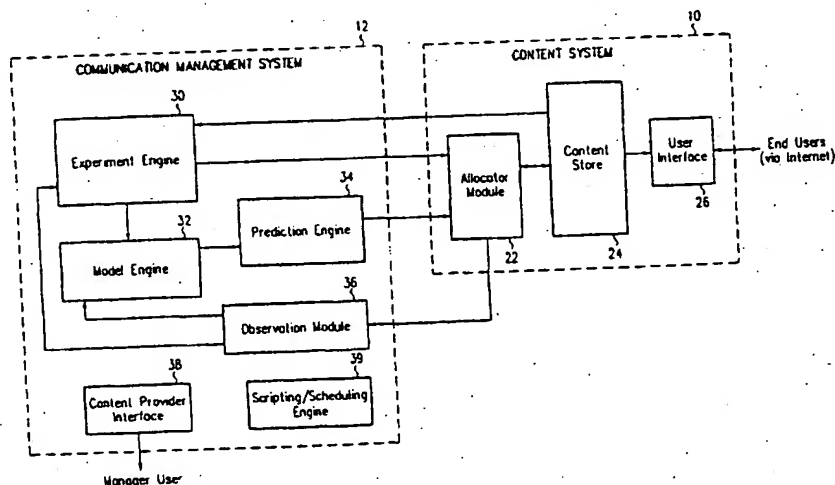 12
10
COMMUNICATION MANAGEMENT SYSTEM
CONTENT SYSTEM
30
Experiment Engine
Content
Store
User
Interface
End Users
(via Internet)
Allocator
Module
34
Prediction Engine
32
Model Engine
26
22
24
36
Observation Module
38
Content Provider
Interface
39
Scripting/Scheduling
Engine
Manager User